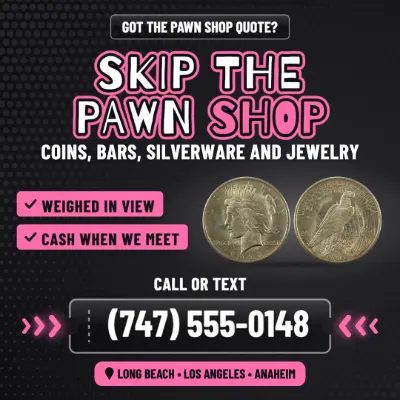 GOT THE PAWN SHOP QUOTE?
SKIP THE
PAWN SHOP
COINS, BARS, SILVERWARE AND JEWELRY
WEIGHED IN VIEW
CASH WHEN WE MEET
CALL OR TEXT
(747) 555-0148
LONG BEACH • LOS ANGELES • ANAHEIM